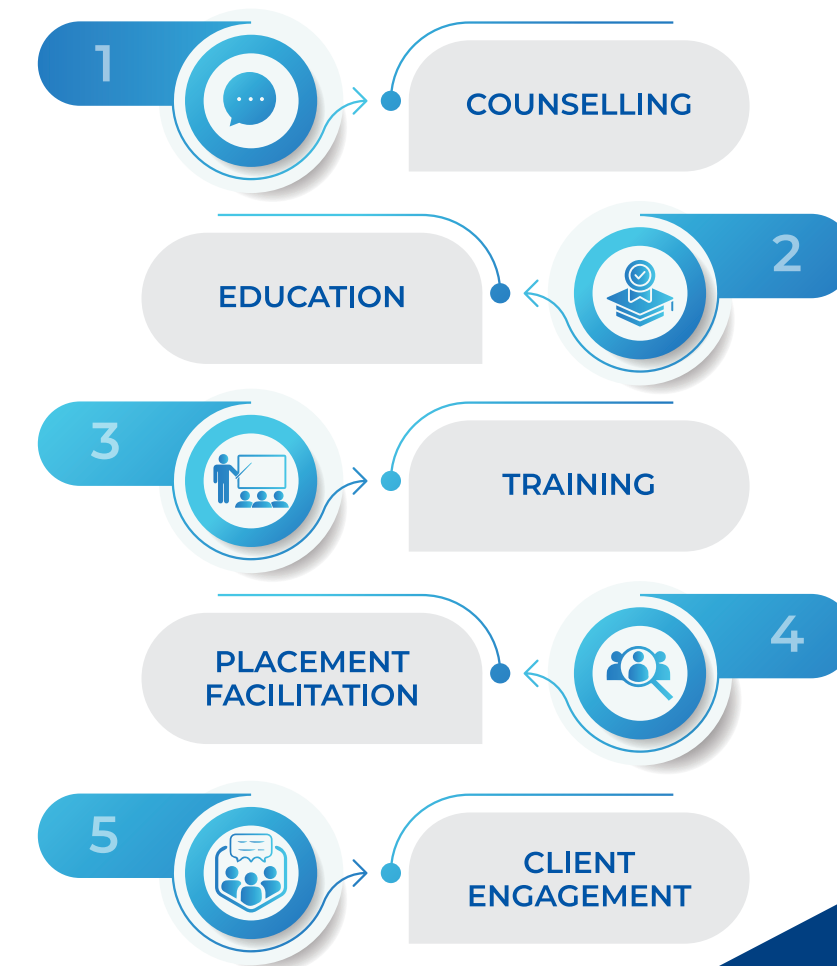 1
COUNSELLING
2
EDUCATION
3
TRAINING
4
PLACEMENT
FACILITATION
5
CLIENT
ENGAGEMENT